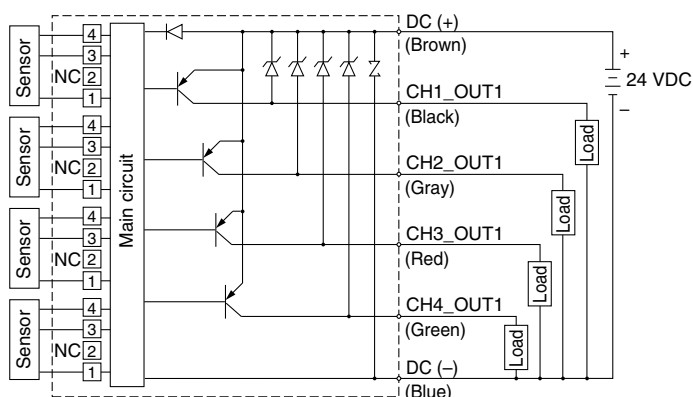 DC (+)
(Brown)
Sensor
4
3
NC 2
1
Main circuit
+
24 VDC
–
CH1_OUT1
(Black)
Load
Sensor
4
3
NC 2
1
CH2_OUT1
(Gray)
Load
Sensor
4
3
NC 2
1
CH3_OUT1
(Red)
Load
Sensor
4
3
NC 2
1
CH4_OUT1
(Green)
Load
DC (–)
(Blue)